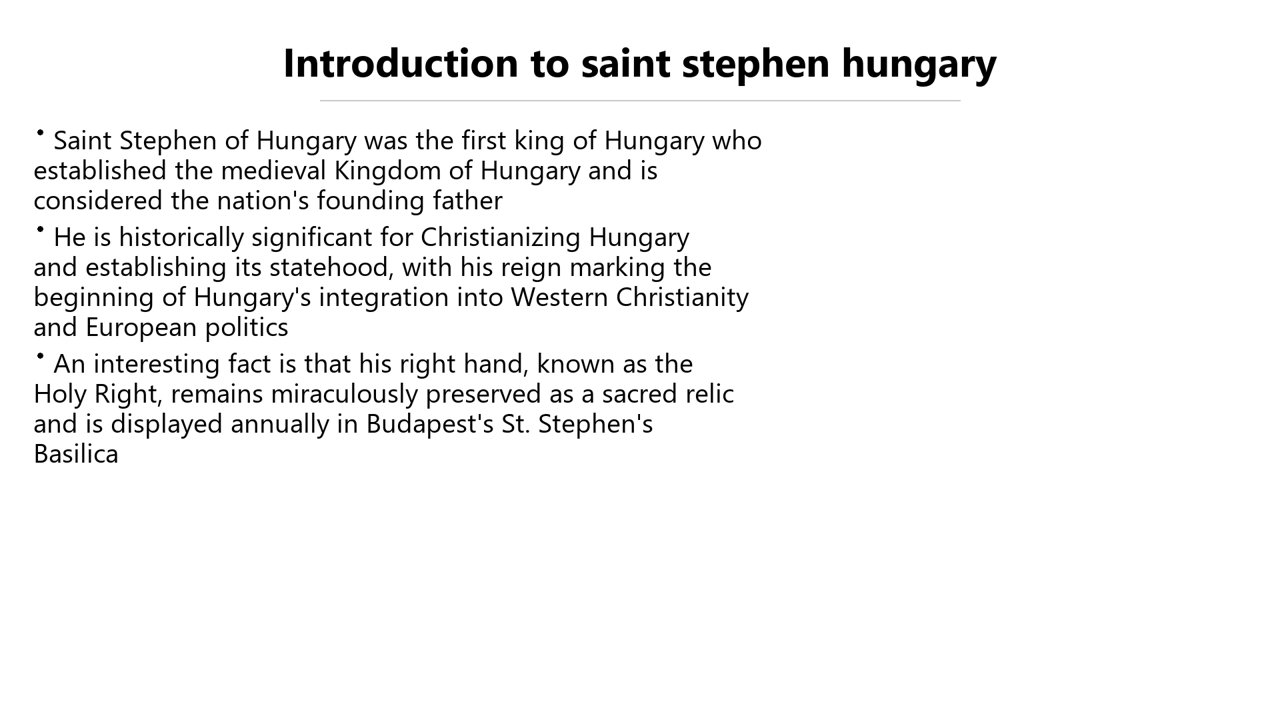 Introduction to saint stephen hungary
• Saint Stephen of Hungary was the first king of Hungary who
established the medieval Kingdom of Hungary and is
considered the nation's founding father
• He is historically significant for Christianizing Hungary
and establishing its statehood, with his reign marking the
beginning of Hungary's integration into Western Christianity
and European politics
• An interesting fact is that his right hand, known as the
Holy Right, remains miraculously preserved as a sacred relic
and is displayed annually in Budapest's St. Stephen's
Basilica